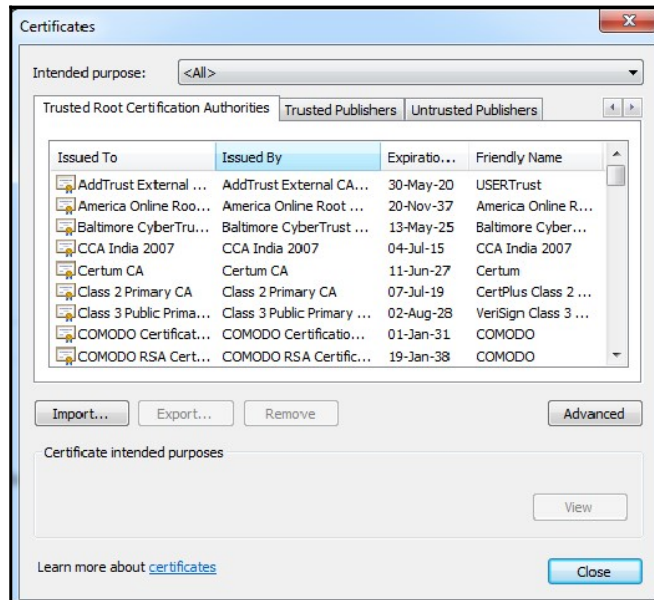 Certificates
Intended purpose: <All>
Trusted Root Certification Authorities Trusted Publishers Untrusted Publishers
Issued To Issued By Expiratio... Friendly Name
AddTrust External ... AddTrust External CA... 30-May-20 USERTrust
America Online Roo... America Online Root ... 20-Nov-37 America Online R...
Baltimore CyberTru... Baltimore CyberTrust ... 13-May-25 Baltimore Cyber...
CCA India 2007 CCA India 2007 04-Jul-15 CCA India 2007
Certum CA Certum CA 11-Jun-27 Certum
Class 2 Primary CA Class 2 Primary CA 07-Jul-19 CertPlus Class 2 ...
Class 3 Public Prima... Class 3 Public Primary ... 02-Aug-28 VeriSign Class 3 ...
COMODO Certificat... COMODO Certificatio... 01-Jan-31 COMODO
COMODO RSA Cert... COMODO RSA Certific... 19-Jan-38 COMODO
Import... Export... Remove Advanced
Certificate intended purposes
View
Learn more about certificates
Close